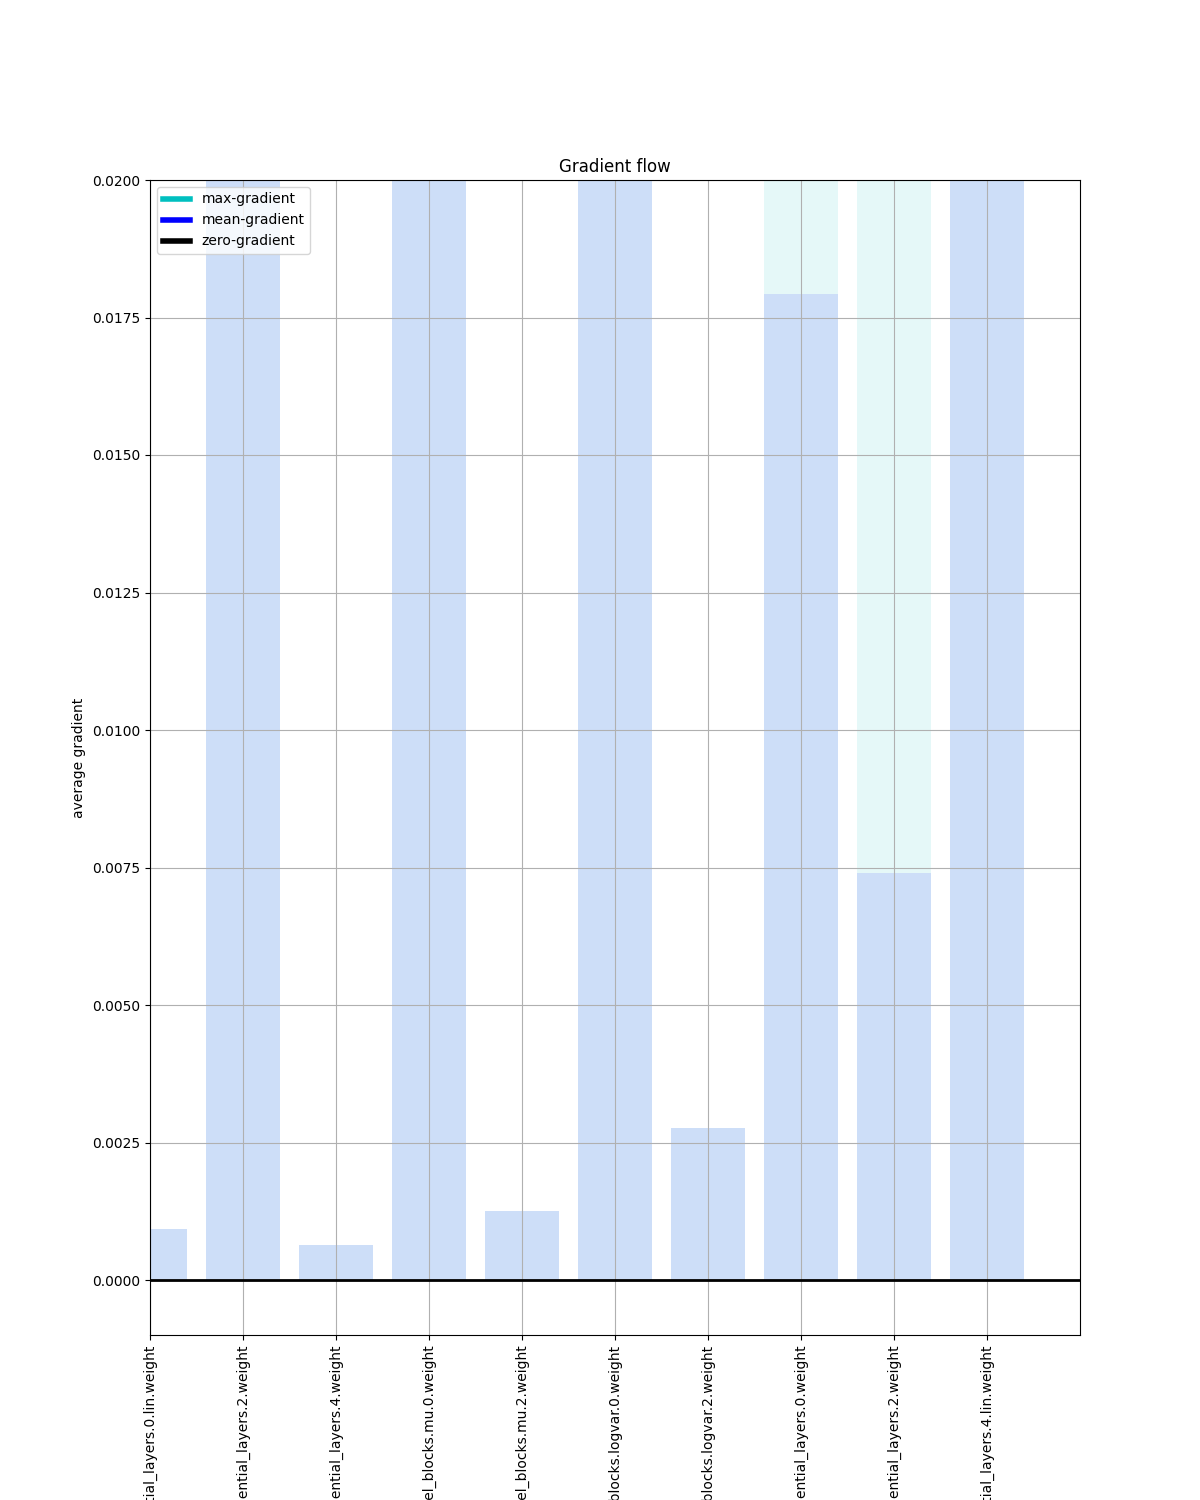 Gradient flow
max-gradient
mean-gradient
zero-gradient
0.0200
0.0175
0.0150
0.0125
0.0100
0.0075
0.0050
0.0025
0.0000
average gradient
tial_layers.0.lin.weight
ential_layers.2.weight
ential_layers.4.weight
el_blocks.mu.0.weight
el_blocks.mu.2.weight
blocks.logvar.0.weight
blocks.logvar.2.weight
ential_layers.0.weight
ential_layers.2.weight
tial_layers.4.lin.weight